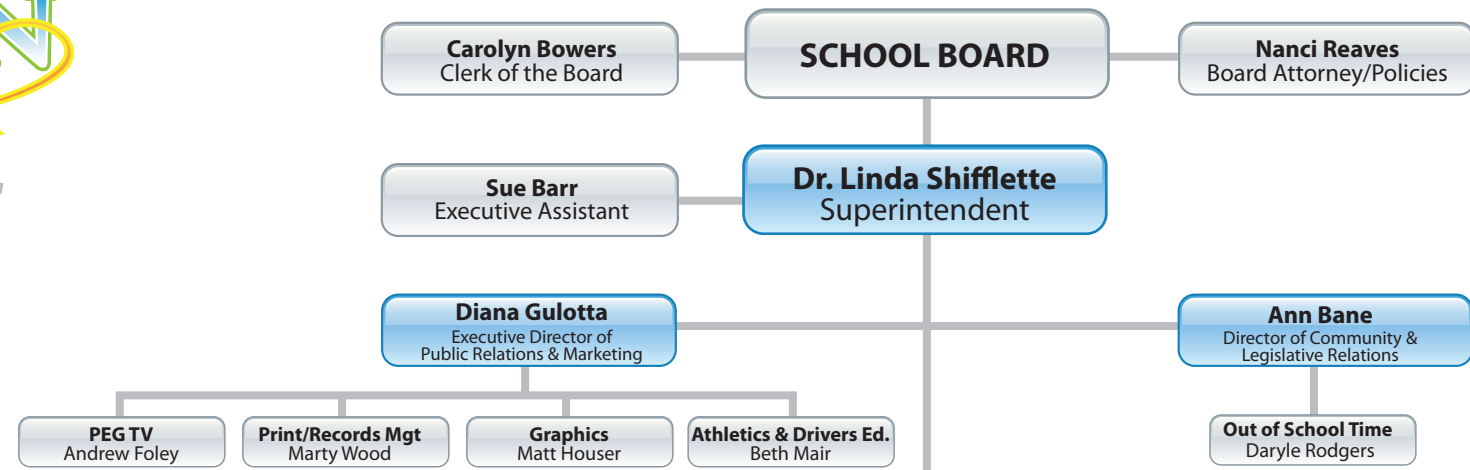 Carolyn Bowers
Clerk of the Board
SCHOOL BOARD
Nanci Reaves
Board Attorney/Policies
Sue Barr
Executive Assistant
Dr. Linda Shifflette
Superintendent
Diana Gulotta
Executive Director of
Public Relations & Marketing
Ann Bane
Director of Community &
Legislative Relations
PEG TV
Andrew Foley
Print/Records Mgt
Marty Wood
Graphics
Matt Houser
Athletics & Drivers Ed.
Beth Mair
Out of School Time
Daryle Rodgers